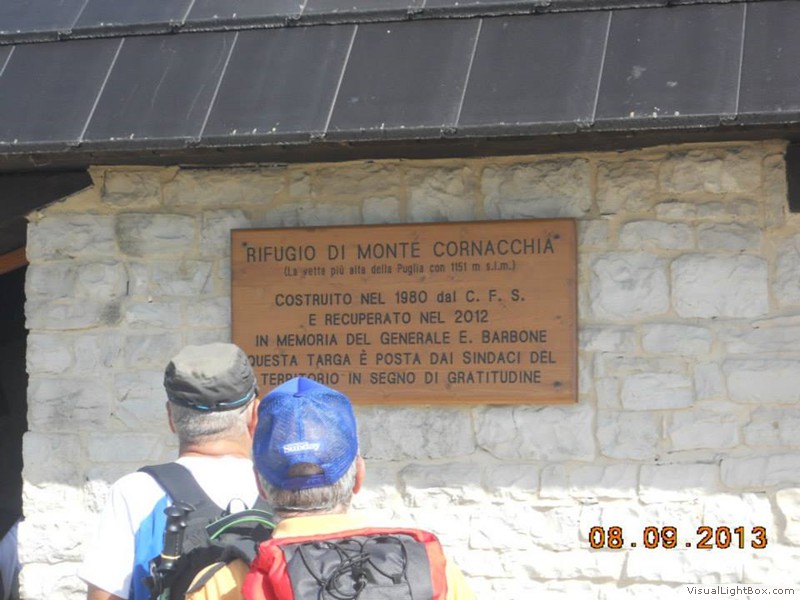 RIFUGIO DI MONTE CORNACCHIA
(La vetta più alta della Puglia con 1151 m s.l.m.)
COSTRUITO NEL 1980 dal C. F. S.
E RECUPERATO NEL 2012
IN MEMORIA DEL GENERALE E. BARBONE
QUESTA TARGA È POSTA DAI SINDACI DEL
TERRITORIO IN SEGNO DI GRATITUDINE
08.09.2013
VisualLightBox.com